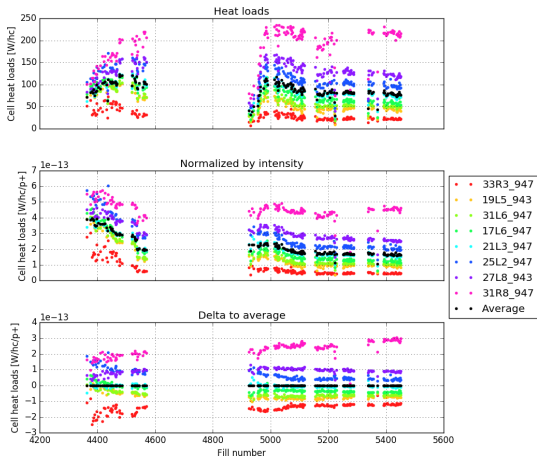 Heat loads
Cell heat loads [W/hc]
250
200
150
100
50
0
Normalized by intensity
1e−13
Cell heat loads [W/hc/p+]
7
6
5
4
3
2
1
0
33R3_947
19L5_943
31L6_947
17L6_947
21L3_947
25L2_947
27L8_943
31R8_947
Average
Delta to average
1e−13
Cell heat loads [W/hc/p+]
4
3
2
1
0
−1
−2
−3
4200 4400 4600 4800 5000 5200 5400 5600
Fill number